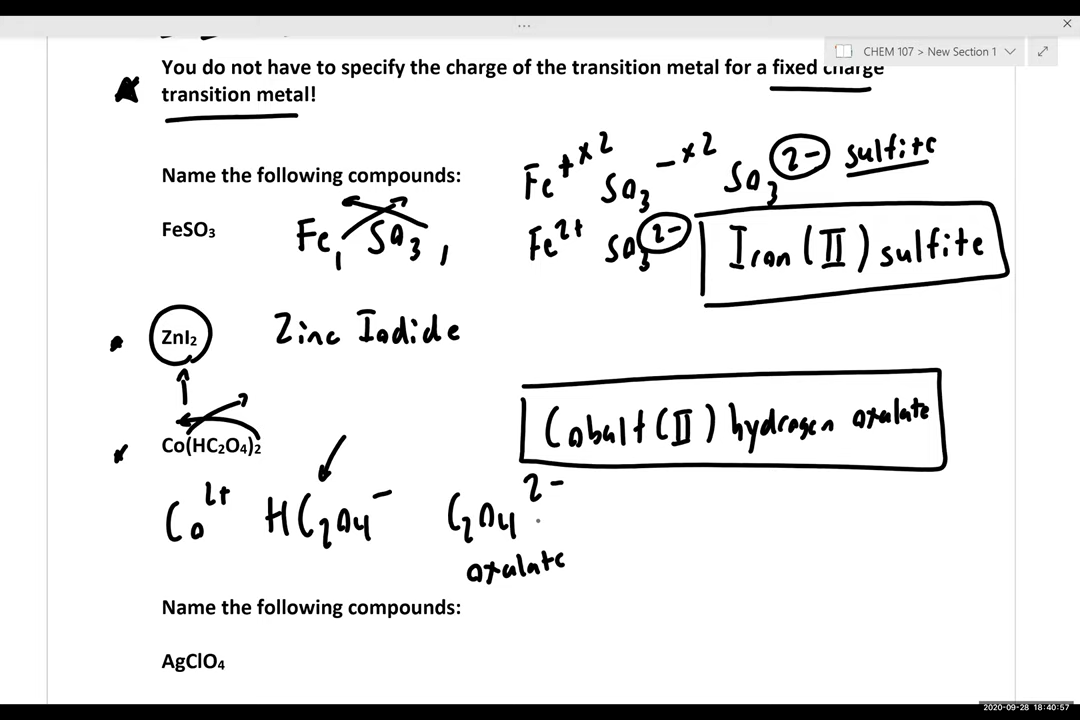 CHEM 107 > New Section 1
You do not have to specify the charge of the transition metal for a fixed charge
transition metal!
Name the following compounds:
Fe+×2 SO3-×2 SO3 2- sulfite
FeSO3 Fe1 SO3 1
Fe2+ SO3 2- Iron (II) sulfite
ZnI2 Zinc Iodide
Cobalt (II) hydrogen oxalate
Co(HC2O4)2
Co2+ HC2O4- C2O4 2-
oxalate
Name the following compounds:
AgClO4
2020-09-28 18:40:57